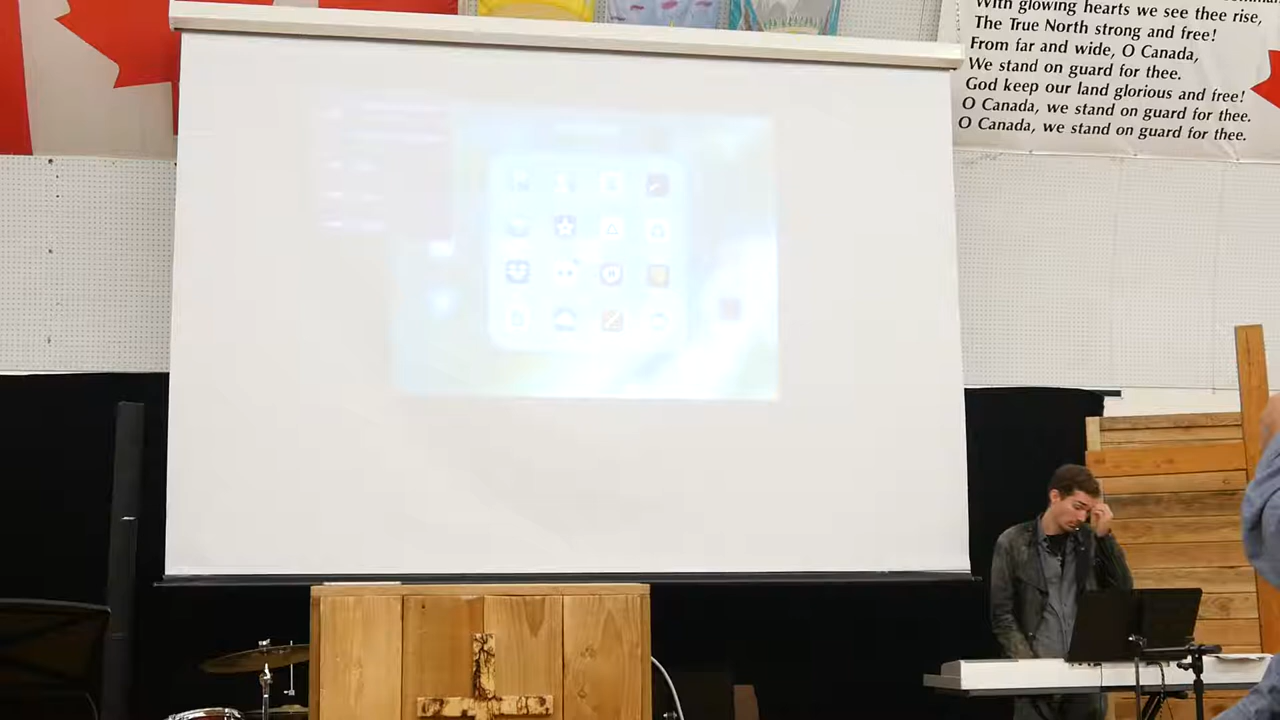 With glowing hearts we see thee rise,
The True North strong and free!
From far and wide, O Canada,
We stand on guard for thee.
God keep our land glorious and free!
O Canada, we stand on guard for thee.
O Canada, we stand on guard for thee.